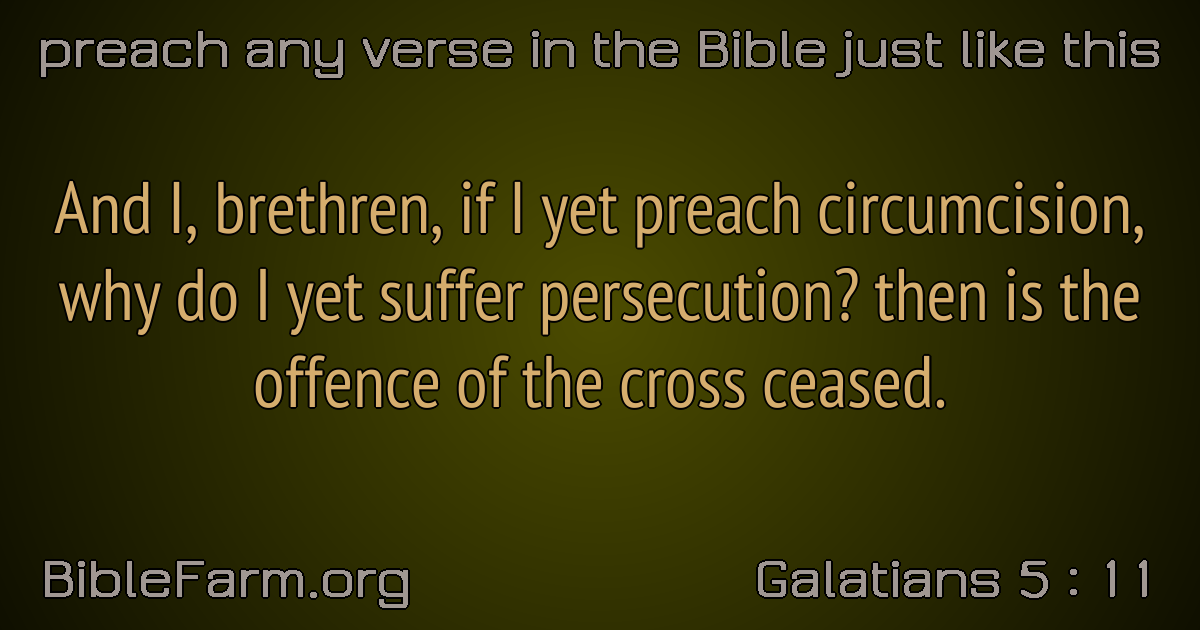 preach any verse in the Bible just like this
And I, brethren, if I yet preach circumcision,
why do I yet suffer persecution? then is the
offence of the cross ceased.
BibleFarm.org
Galatians 5 : 11